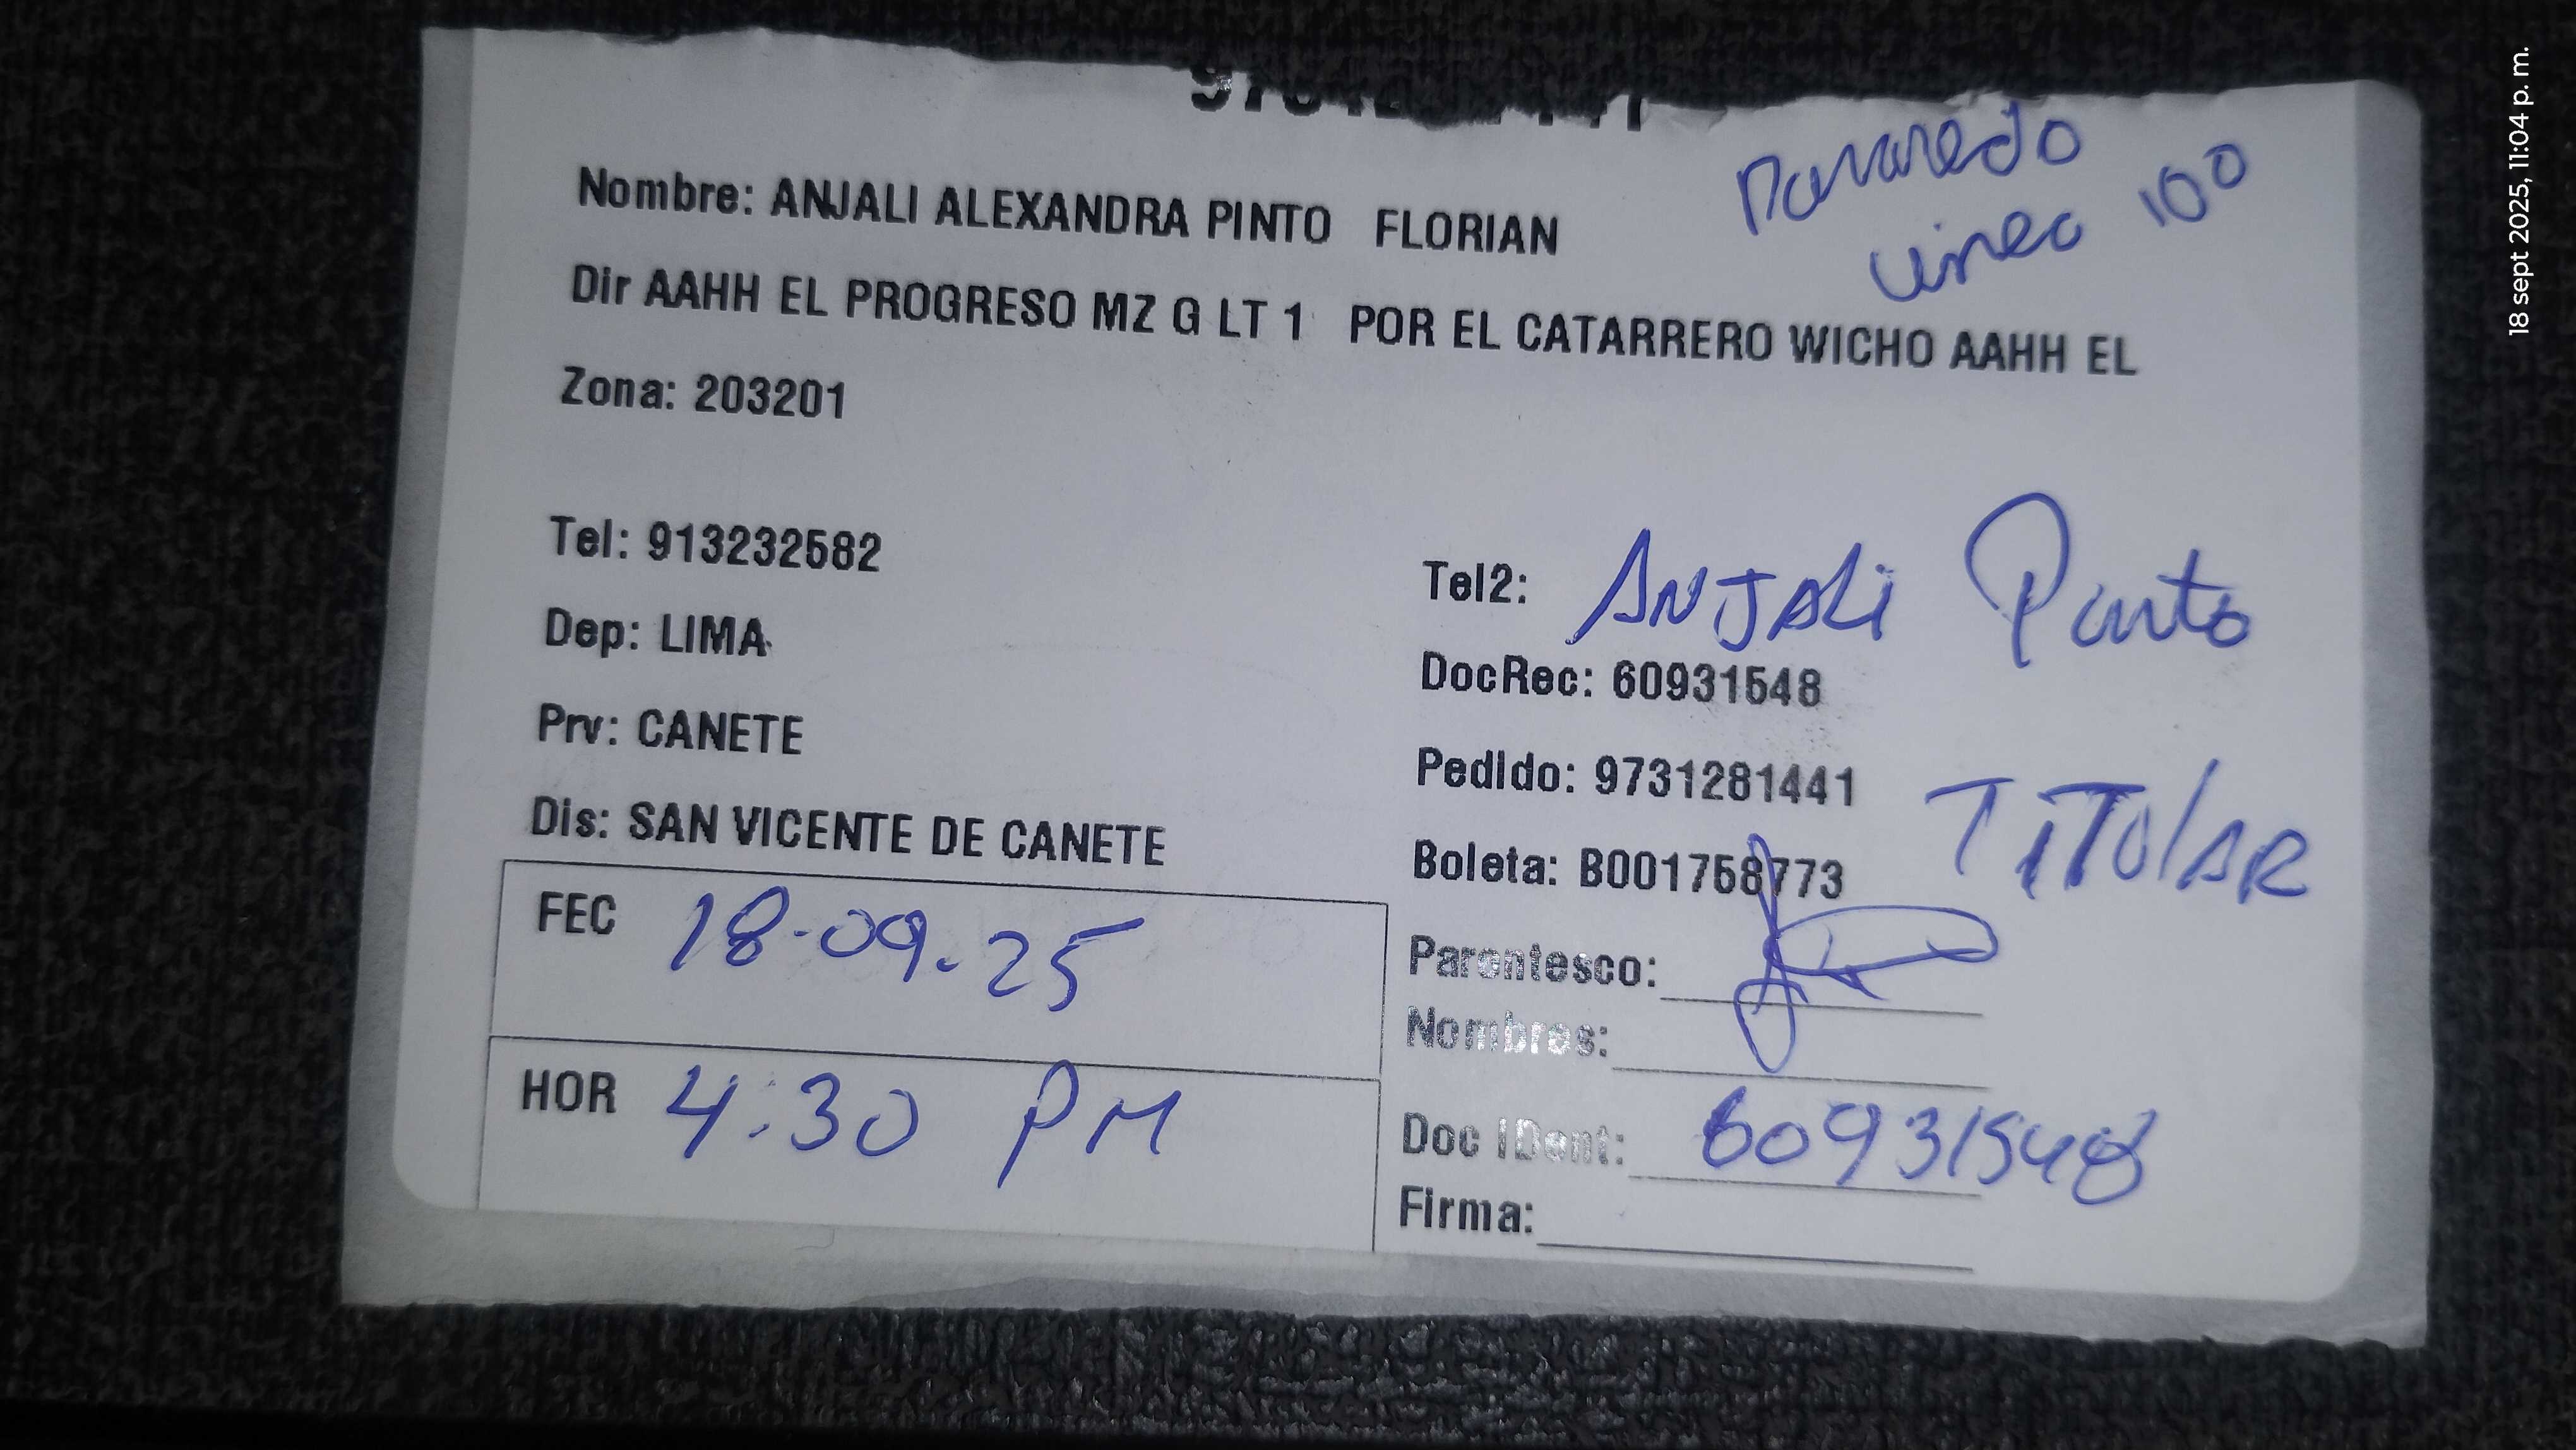 Nombre: ANJALI ALEXANDRA PINTO FLORIAN
Dir AAHH EL PROGRESO MZ G LT 1 POR EL CATARRERO WICHO AAHH EL
Zona: 203201
Tel: 913232582
Tel2: ANJALi Pinto
Dep: LIMA
DocRec: 60931548
Prv: CANETE
Pedido: 9731281441
TiTUlAR
Dis: SAN VICENTE DE CANETE
Boleta: B001758773
FEC 18-09-25
Parentesco:
Nombres:
HOR 4:30 PM
Doc IDent: 60931548
Firma:
100
18 sept 2025, 11:04 p. m.